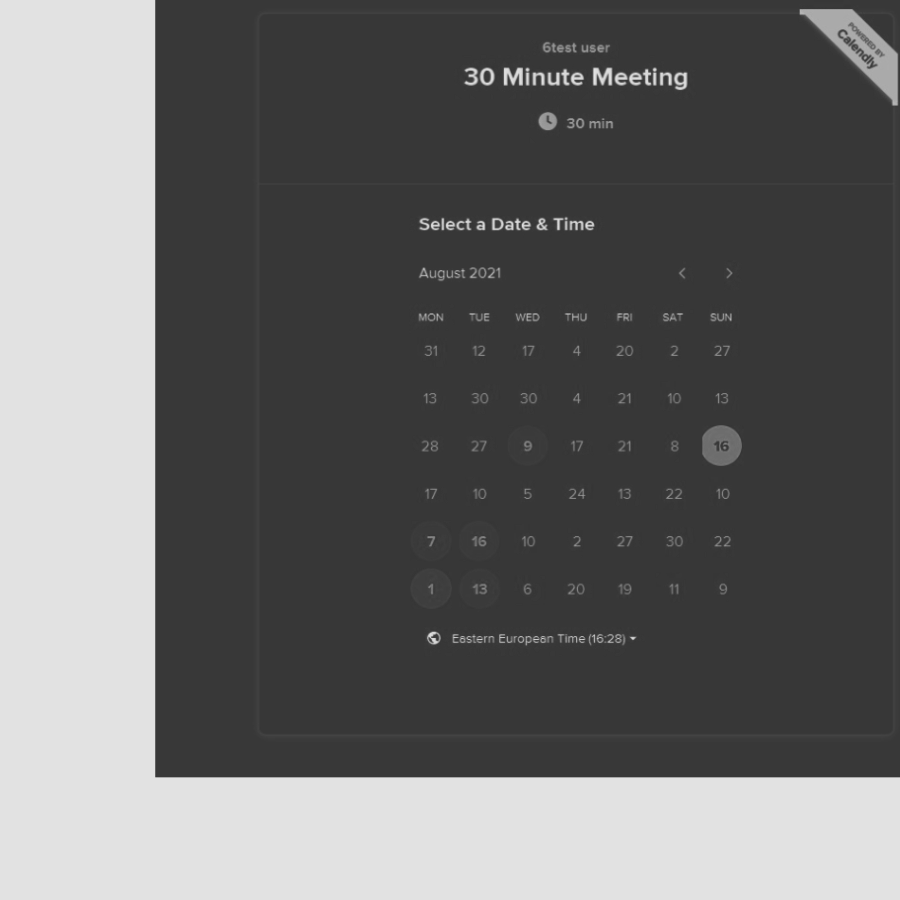 POWERED BY
Calendly
6test user
30 Minute Meeting
30 min
Select a Date & Time
August 2021
MON TUE WED THU FRI SAT SUN
31 12 17 4 20 2 27
13 30 30 4 21 10 13
28 27 9 17 21 8 16
17 10 5 24 13 22 10
7 16 10 2 27 30 22
1 13 6 20 19 11 9
Eastern European Time (16:28)